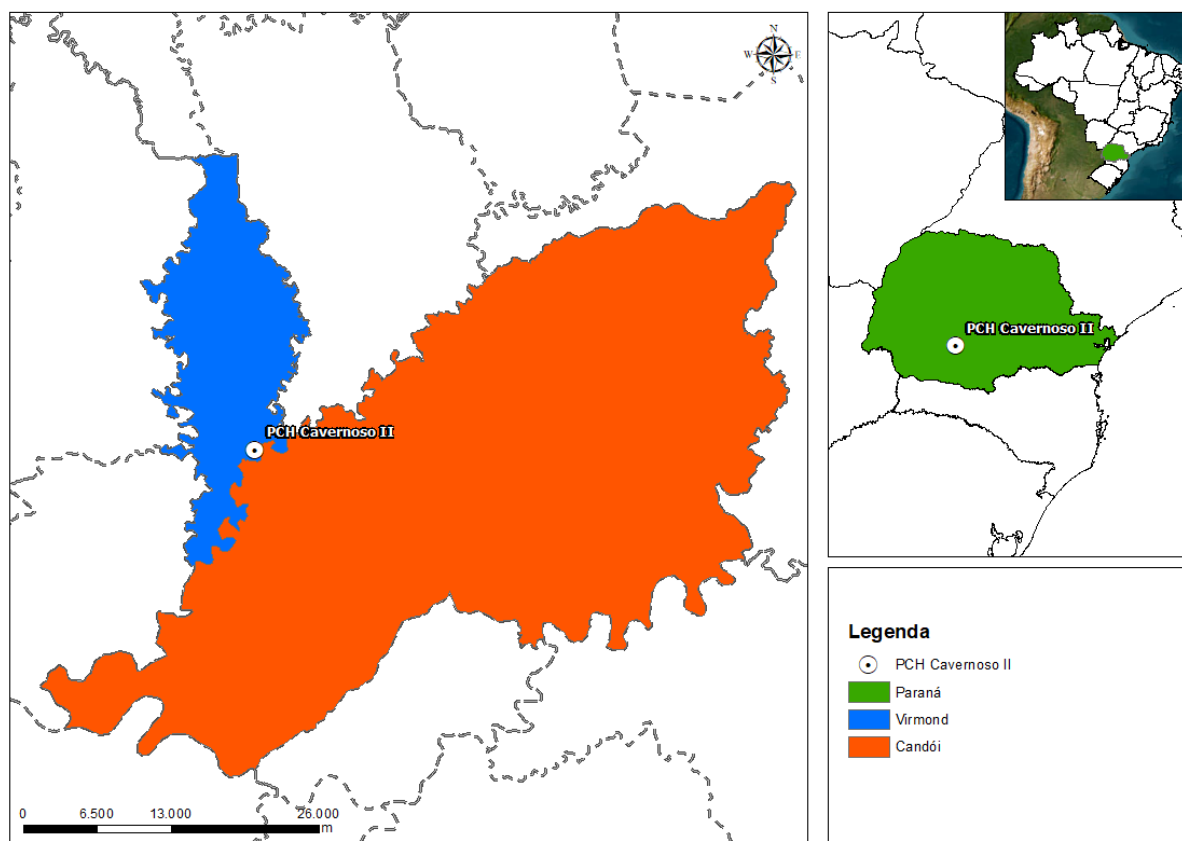 N
W E
S
PCH Cavernoso II
0 6.500 13.000 26.000
m
PCH Cavernoso II
Legenda
PCH Cavernoso II
Paraná
Virmond
Candói